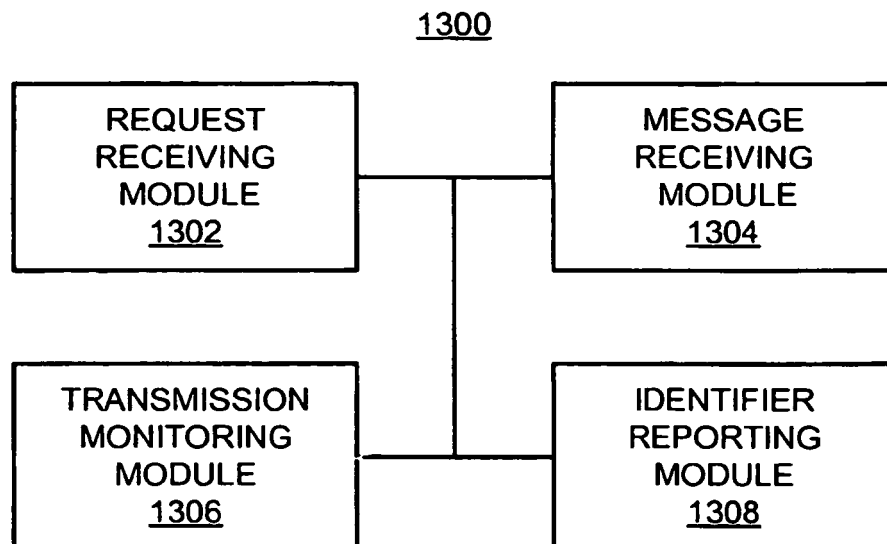 1300
REQUEST
RECEIVING
MODULE
1302
MESSAGE
RECEIVING
MODULE
1304
TRANSMISSION
MONITORING
MODULE
1306
IDENTIFIER
REPORTING
MODULE
1308